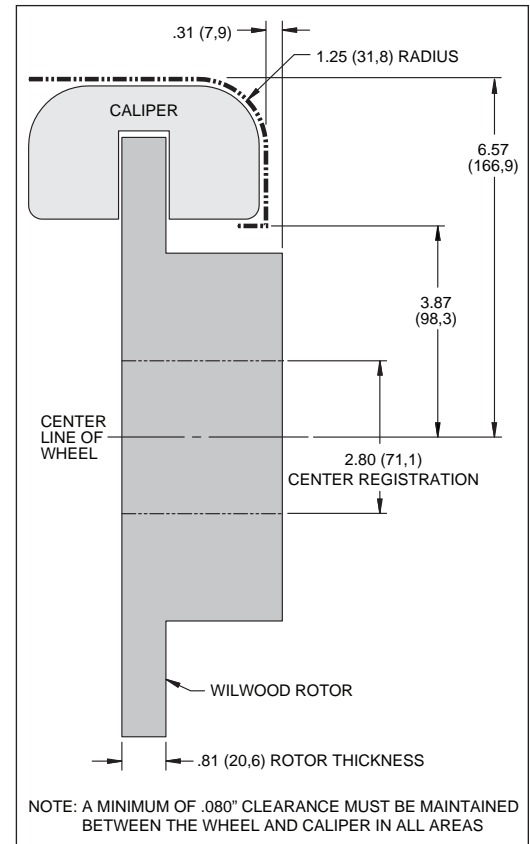 .31 (7,9)
1.25 (31,8) RADIUS
CALIPER
6.57
(166,9)
3.87
(98,3)
CENTER
LINE OF
WHEEL
2.80 (71,1)
CENTER REGISTRATION
WILWOOD ROTOR
.81 (20,6) ROTOR THICKNESS
NOTE: A MINIMUM OF .080" CLEARANCE MUST BE MAINTAINED
BETWEEN THE WHEEL AND CALIPER IN ALL AREAS